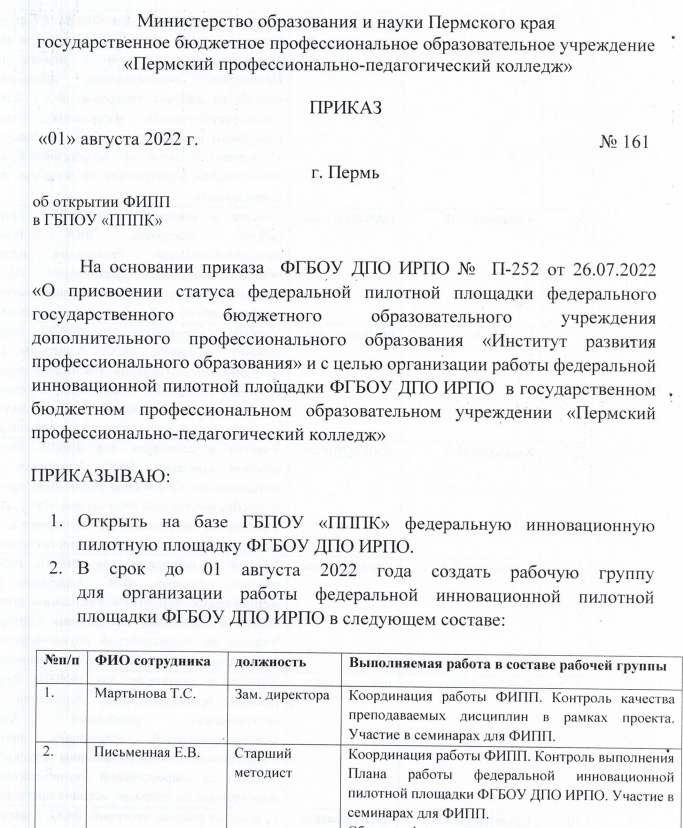 Министерство образования и науки Пермского края
государственное бюджетное профессиональное образовательное учреждение
«Пермский профессионально-педагогический колледж»
ПРИКАЗ
«01» августа 2022 г. № 161
г. Пермь
об открытии ФИПП
в ГБПОУ «ПППК»
На основании приказа ФГБОУ ДПО ИРПО № П-252 от 26.07.2022
«О присвоении статуса федеральной пилотной площадки федерального
государственного бюджетного образовательного учреждения
дополнительного профессионального образования «Институт развития
профессионального образования» и с целью организации работы федеральной
инновационной пилотной площадки ФГБОУ ДПО ИРПО в государственном
бюджетном профессиональном образовательном учреждении «Пермский
профессионально-педагогический колледж»
ПРИКАЗЫВАЮ:
1. Открыть на базе ГБПОУ «ПППК» федеральную инновационную
пилотную площадку ФГБОУ ДПО ИРПО.
2. В срок до 01 августа 2022 года создать рабочую группу
для организации работы федеральной инновационной пилотной
площадки ФГБОУ ДПО ИРПО в следующем составе:
№п/п ФИО сотрудника должность Выполняемая работа в составе рабочей группы
1. Мартынова Т.С. Зам. директора Координация работы ФИПП. Контроль качества
преподаваемых дисциплин в рамках проекта.
Участие в семинарах для ФИПП.
2. Письменная Е.В. Старший Координация работы ФИПП. Контроль выполнения
методист Плана работы федеральной инновационной
пилотной площадки ФГБОУ ДПО ИРПО. Участие в
семинарах для ФИПП.